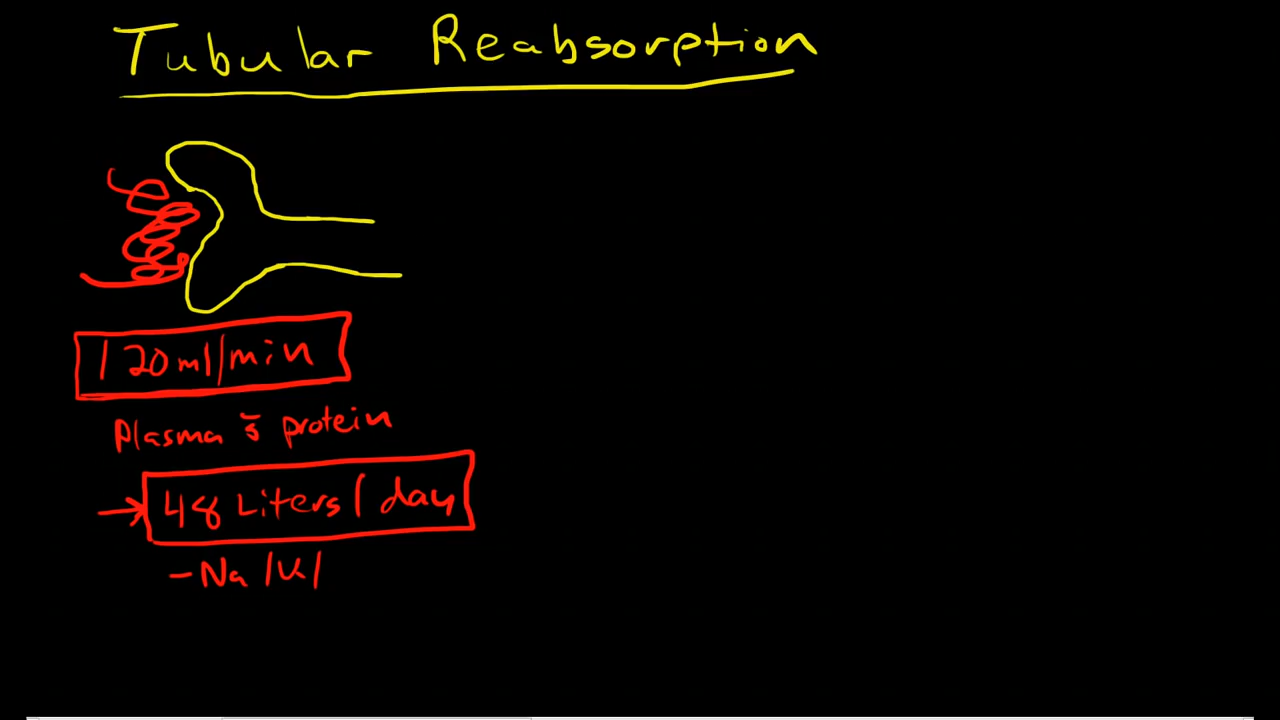 Tubular Reabsorption
120ml/min
Plasma s̄ protein
48 Liters/day
-Na/K/